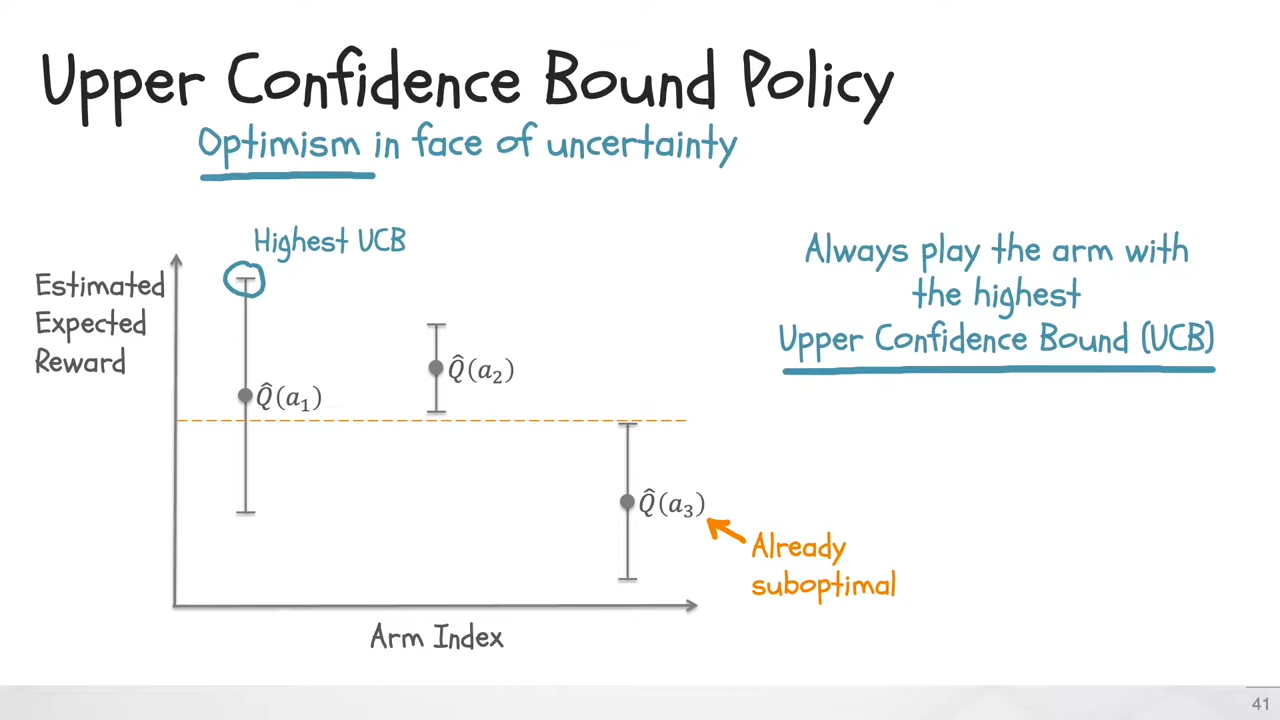 Upper Confidence Bound Policy
Optimism in face of uncertainty
Highest UCB
Estimated
Expected
Reward
Q̂(a₁)
Q̂(a₂)
Q̂(a₃)
Already
suboptimal
Arm Index
Always play the arm with
the highest
Upper Confidence Bound (UCB)
41